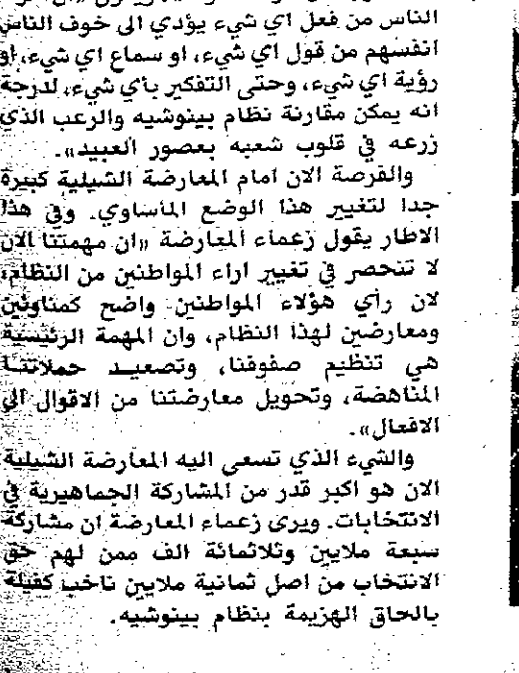 الناس من فعل اي شيء يؤدي الى خوف الناس
انفسهم من قول اي شيء، او سماع اي شيء، او
رؤية اي شيء، وحتى التفكير بأي شيء، لدرجة
انه يمكن مقارنة نظام بينوشيه والرعب الذي
زرعه في قلوب شعبه بعصور العبيد».
والفرصة الان امام المعارضة الشيلية كبيرة
جدا لتغيير هذا الوضع المأساوي. وفي هذا
الاطار يقول زعماء المعارضة «ان مهمتنا الان
لا تنحصر في تغيير اراء المواطنين من النظام،
لان رأي هؤلاء المواطنين واضح كمناوئين
ومعارضين لهذا النظام، وان المهمة الرئيسية
هي تنظيم صفوفنا، وتصعيد حملاتنا
المناهضة، وتحويل معارضتنا من الاقوال الى
الافعال».
والشيء الذي تسعى اليه المعارضة الشيلية
الان هو اكبر قدر من المشاركة الجماهيرية في
الانتخابات. ويرى زعماء المعارضة ان مشاركة
سبعة ملايين وثلاثمائة الف ممن لهم حق
الانتخاب من اصل ثمانية ملايين ناخب كفيلة
بالحاق الهزيمة بنظام بينوشيه.